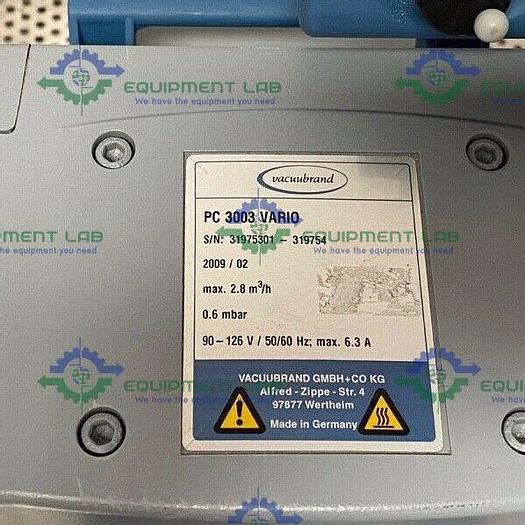 EQUIPMENT LAB
We have the equipment you need
vacuubrand
PC 3003 VARIO
S/N: 31975301 – 319754
2009 / 02
max. 2.8 m³/h
0.6 mbar
90 – 126 V / 50/60 Hz; max. 6.3 A
VACUUBRAND GMBH+CO KG
Alfred - Zippe - Str. 4
97877 Wertheim
Made in Germany